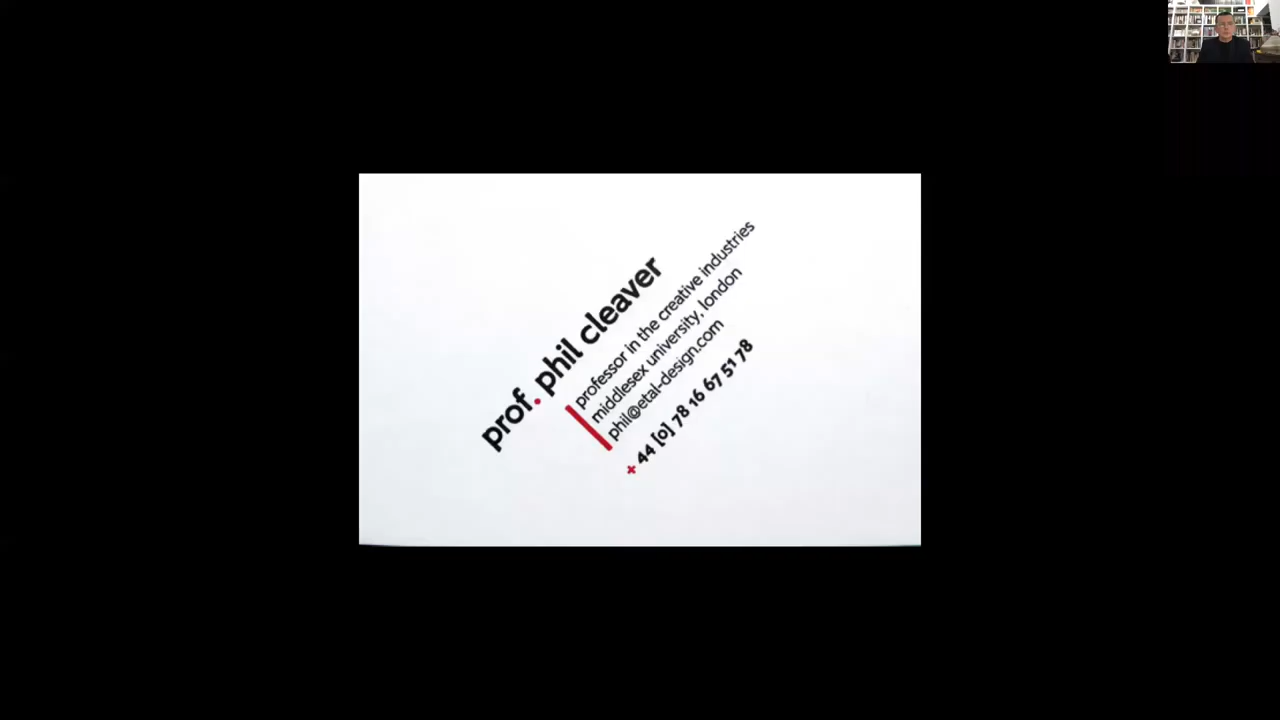 prof. phil cleaver
professor in the creative industries
middlesex university, london
phil@etal-design.com
+ 44 [0] 78 16 67 51 78